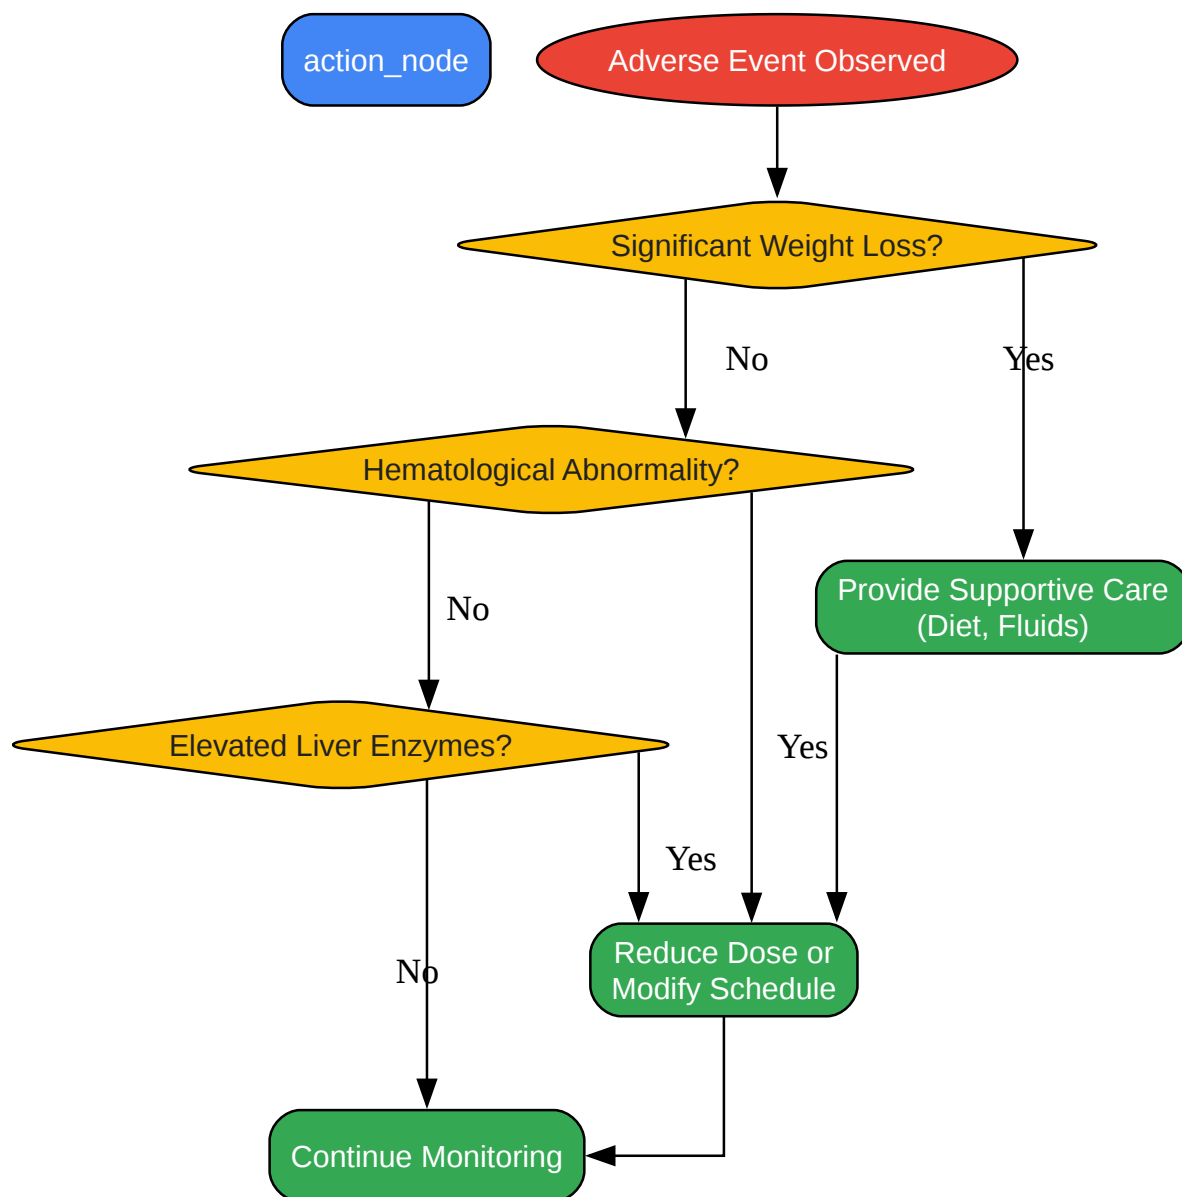 action_node
Adverse Event Observed
Significant Weight Loss?
No
Yes
Hematological Abnormality?
No
Provide Supportive Care
(Diet, Fluids)
Elevated Liver Enzymes?
Yes
Yes
No
Reduce Dose or
Modify Schedule
Continue Monitoring